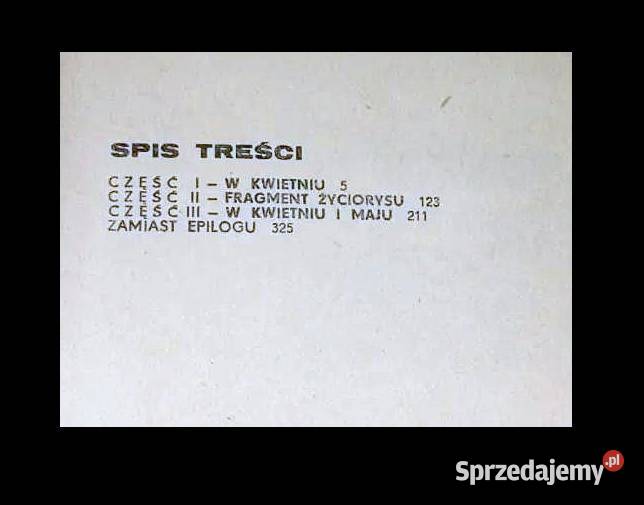 SPIS TREŚCI
CZĘŚĆ I – W KWIETNIU 5
CZĘŚĆ II – FRAGMENT ŻYCIORYSU 123
CZĘŚĆ III – W KWIETNIU I MAJU 211
ZAMIAST EPILOGU 325
Sprzedajemy.pl